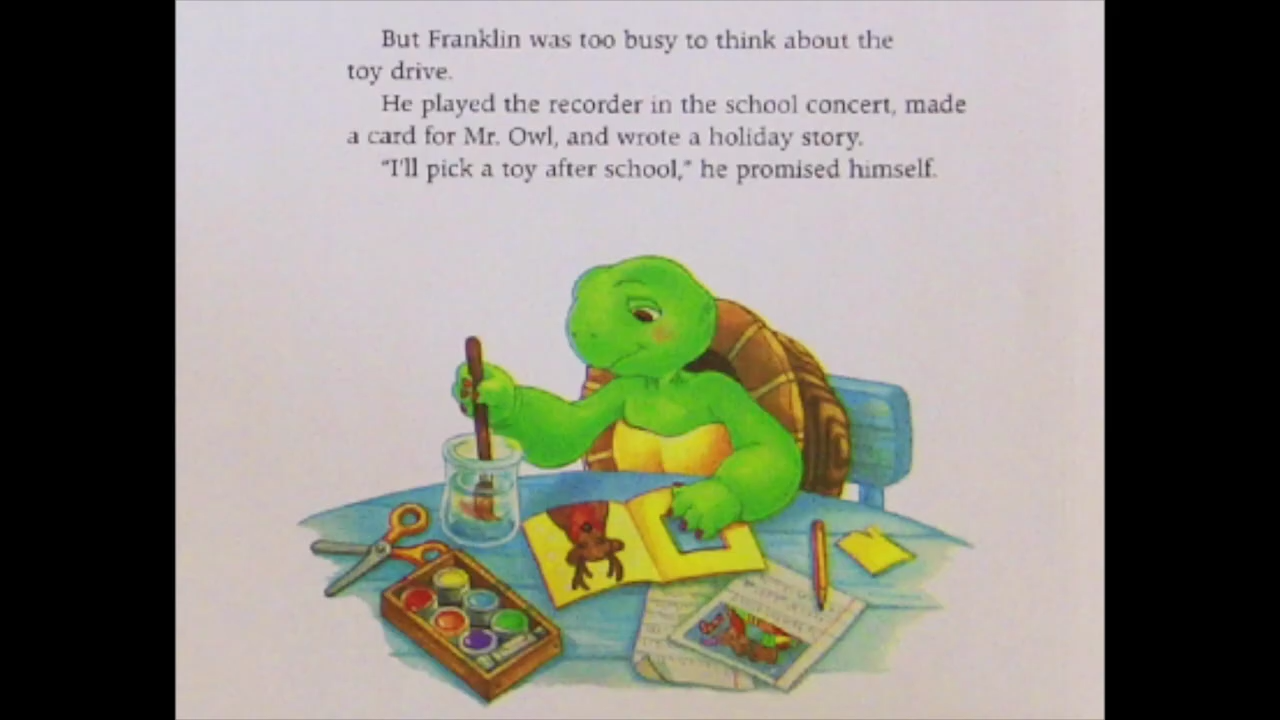 But Franklin was too busy to think about the
toy drive.
He played the recorder in the school concert, made
a card for Mr. Owl, and wrote a holiday story.
"I'll pick a toy after school," he promised himself.